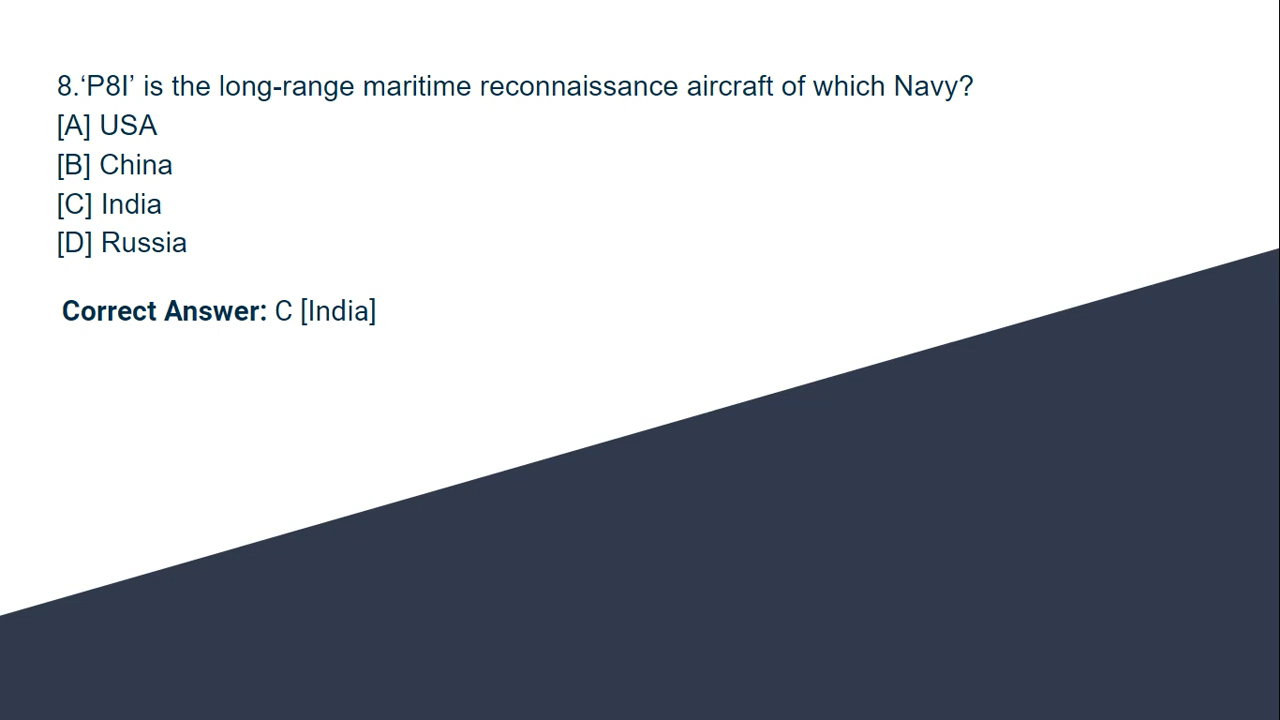 8.‘P8I’ is the long-range maritime reconnaissance aircraft of which Navy?
[A] USA
[B] China
[C] India
[D] Russia
Correct Answer: C [India]